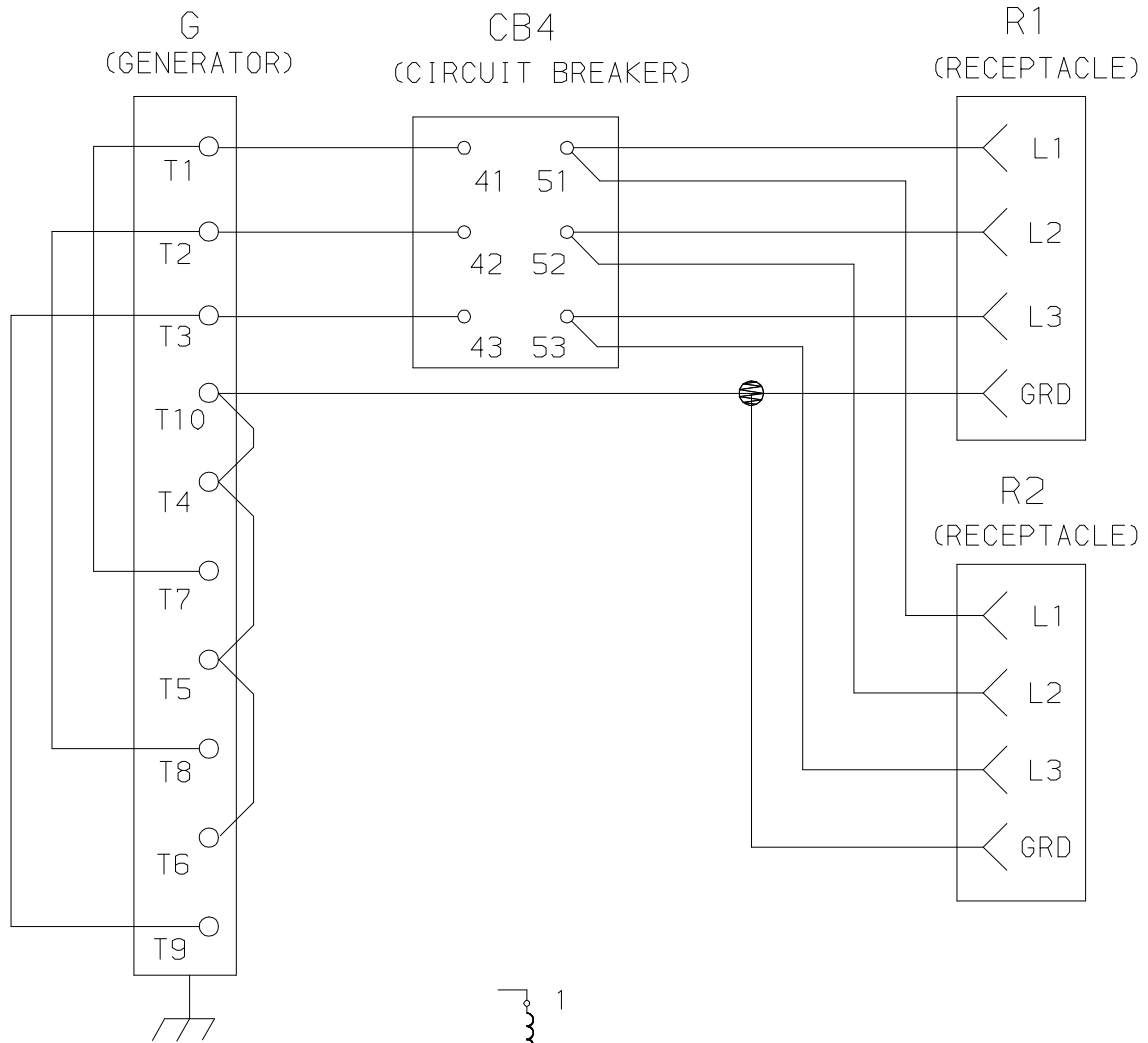 G
(GENERATOR)
CB4
(CIRCUIT BREAKER)
R1
(RECEPTACLE)
T1
41 51
L1
T2
42 52
L2
T3
43 53
L3
T10
GRD
T4
R2
(RECEPTACLE)
T7
L1
T5
L2
T8
L3
T6
GRD
T9
1